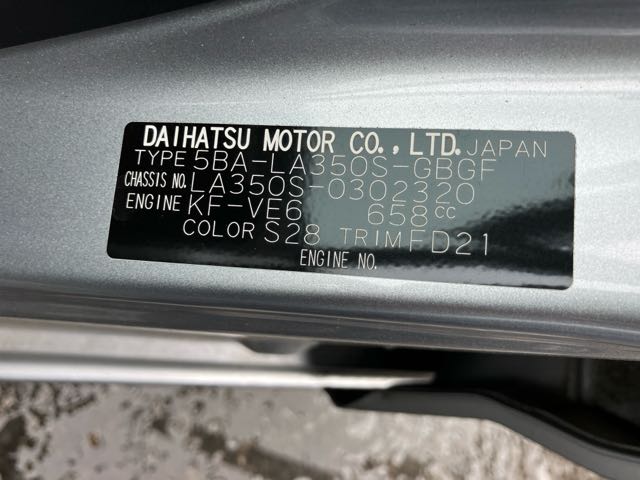 DAIHATSU MOTOR CO., LTD. JAPAN
TYPE 5BA-LA350S-GBGF
CHASSIS NO. LA350S-0302320
ENGINE KF-VE6 658cc
COLOR S28 TRIM FD21
ENGINE NO.